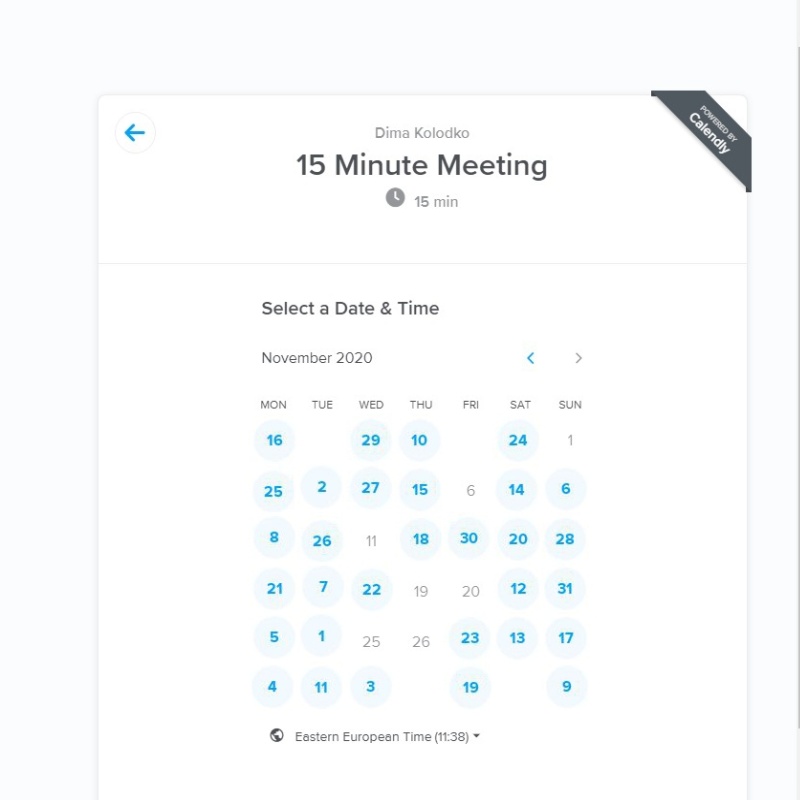 POWERED BY
Calendly
Dima Kolodko
15 Minute Meeting
15 min
Select a Date & Time
November 2020
MON TUE WED THU FRI SAT SUN
16 29 10 24 1
25 2 27 15 6 14 6
8 26 11 18 30 20 28
21 7 22 19 20 12 31
5 1 25 26 23 13 17
4 11 3 19 9
Eastern European Time (11:38)